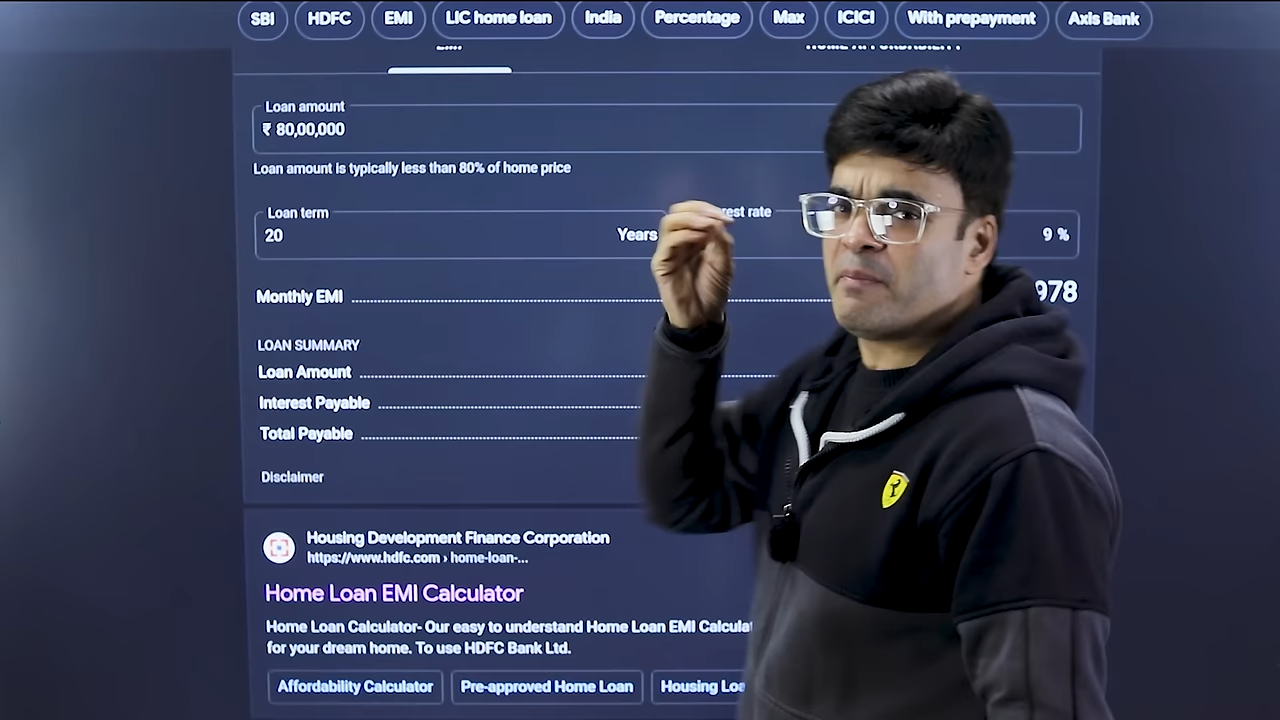 SBI
HDFC
EMI
LIC home loan
India
Percentage
Max
ICICI
With prepayment
Axis Bank
Loan amount
₹ 80,00,000
Loan amount is typically less than 80% of home price
Loan term
20
Years
rest rate
9 %
Monthly EMI
978
LOAN SUMMARY
Loan Amount
Interest Payable
Total Payable
Disclaimer
Housing Development Finance Corporation
https://www.hdfc.com › home-loan-...
Home Loan EMI Calculator
Home Loan Calculator- Our easy to understand Home Loan EMI Calculat
for your dream home. To use HDFC Bank Ltd.
Affordability Calculator
Pre-approved Home Loan
Housing Loa